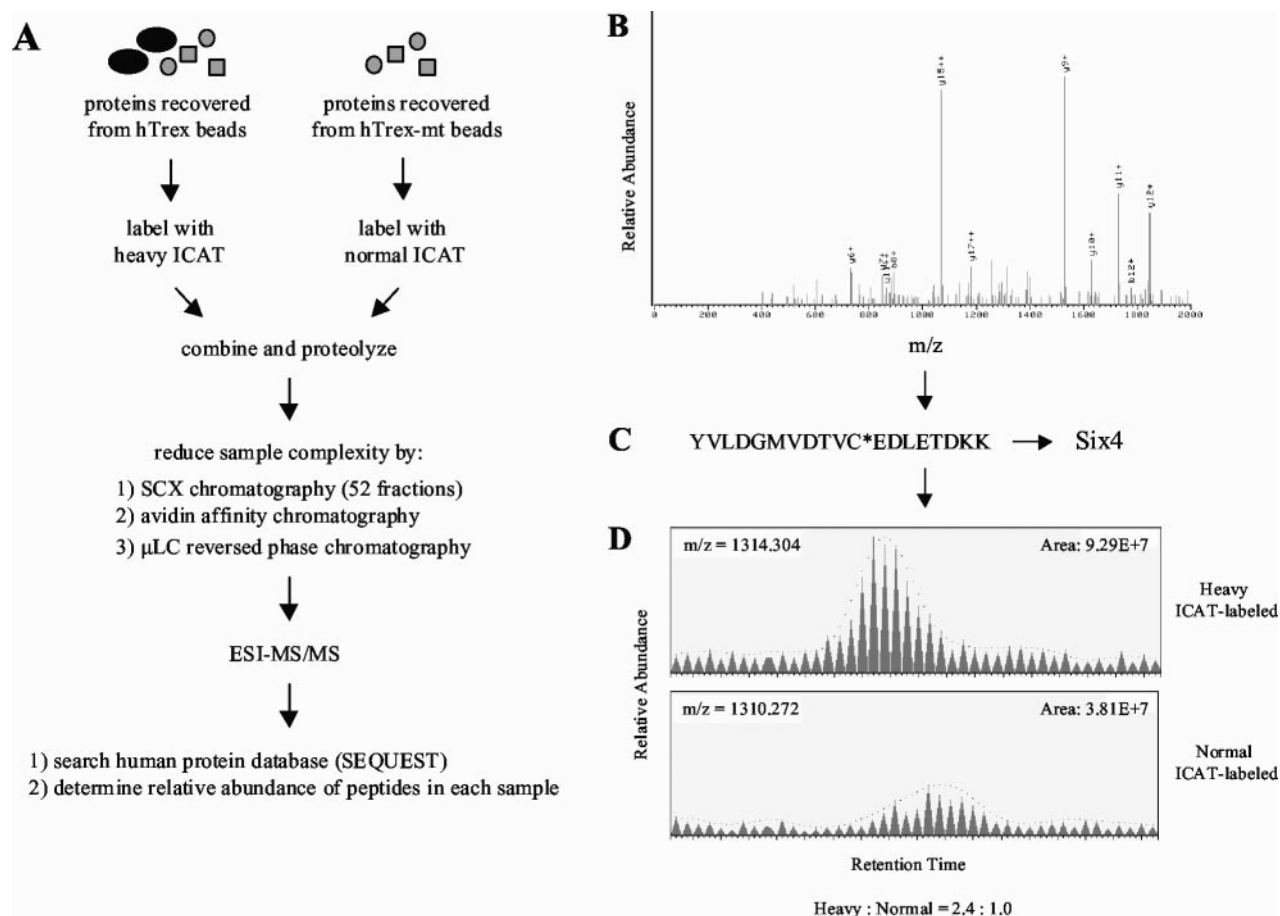 A
proteins recovered
from hTrex beads
proteins recovered
from hTrex-mt beads
label with
heavy ICAT
label with
normal ICAT
combine and proteolyze
reduce sample complexity by:
1) SCX chromatography (52 fractions)
2) avidin affinity chromatography
3) µLC reversed phase chromatography
ESI-MS/MS
1) search human protein database (SEQUEST)
2) determine relative abundance of peptides in each sample
B
Relative Abundance
y6+
b8+
y15++
y17++
y9+
y10+
y11+
b12+
y12+
0 200 400 600 800 1000 1200 1400 1600 1800 2000
m/z
C
YVLDGMVDTVC*EDLETDKK
Six4
D
Relative Abundance
m/z = 1314.304
Area: 9.29E+7
Heavy
ICAT-labeled
m/z = 1310.272
Area: 3.81E+7
Normal
ICAT-labeled
Retention Time
Heavy : Normal = 2.4 : 1.0